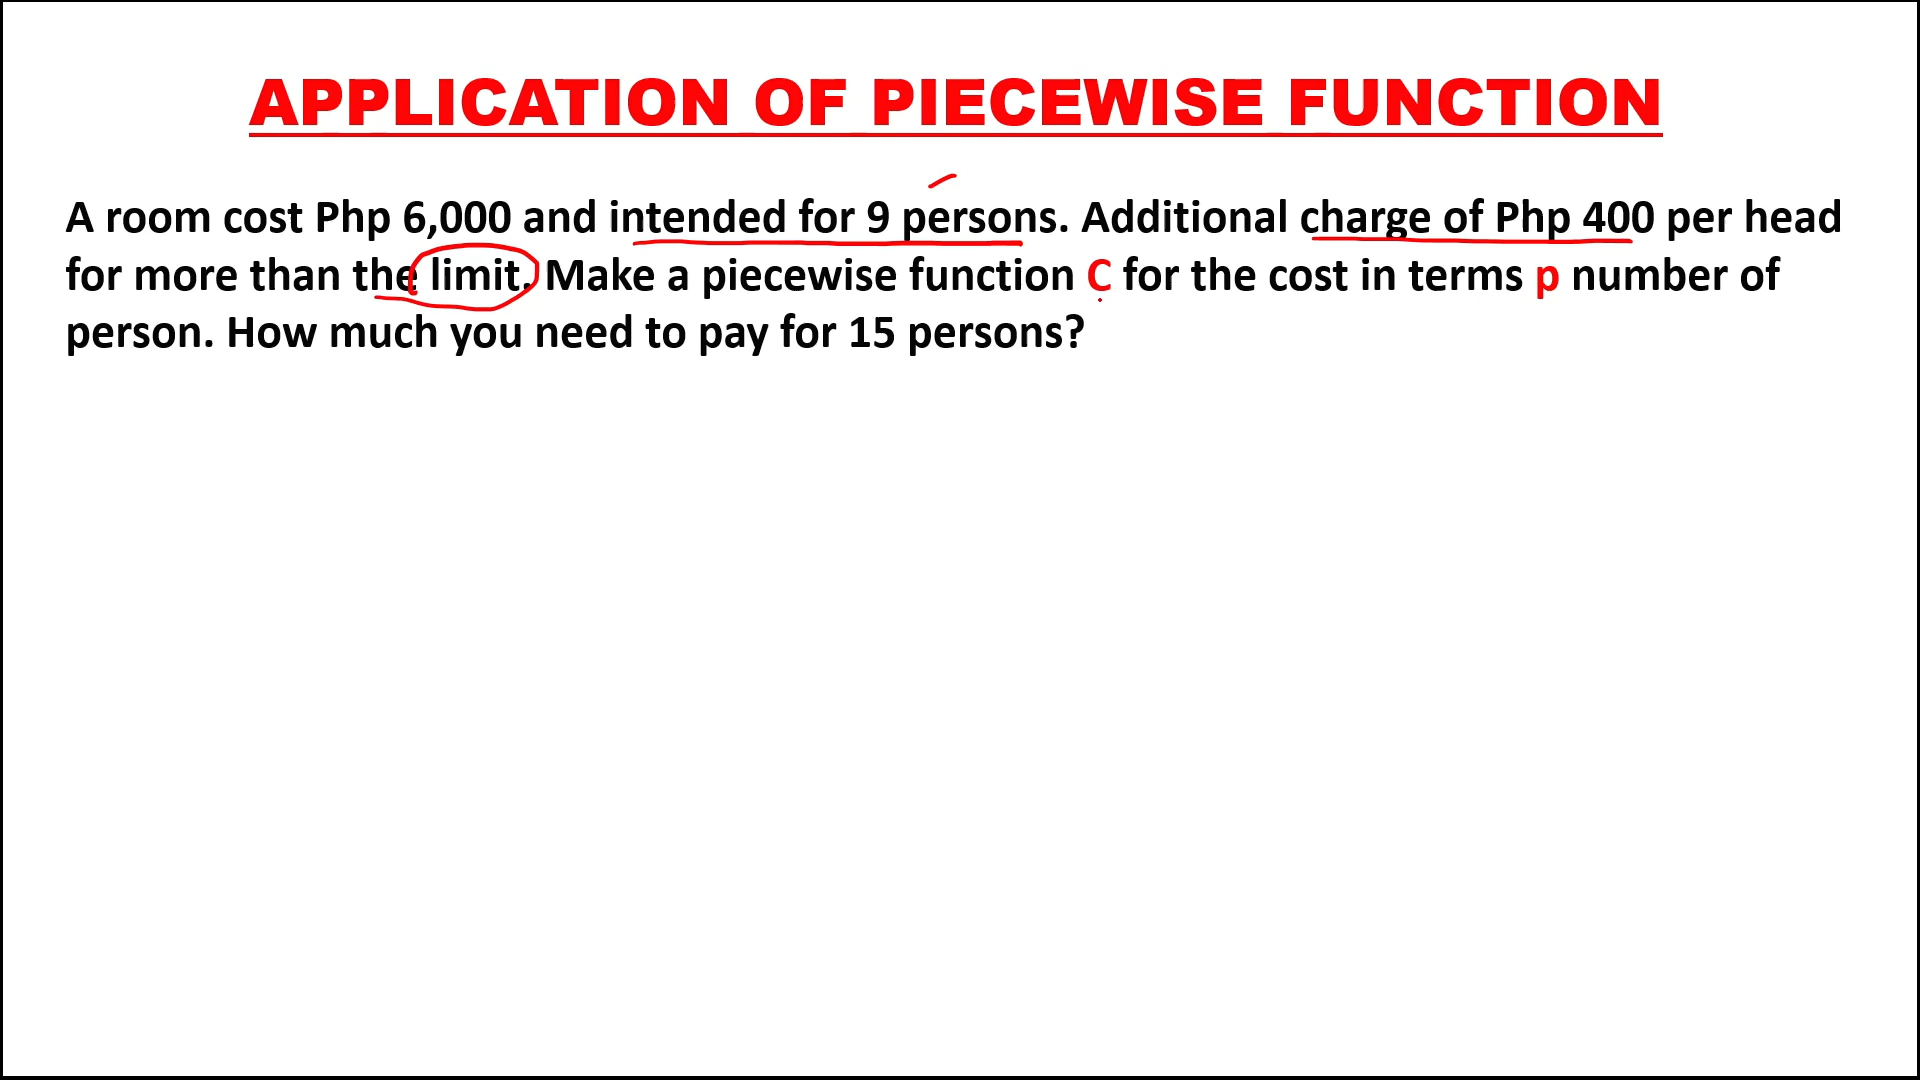 APPLICATION OF PIECEWISE FUNCTION
A room cost Php 6,000 and intended for 9 persons. Additional charge of Php 400 per head
for more than the limit. Make a piecewise function C for the cost in terms p number of
person. How much you need to pay for 15 persons?